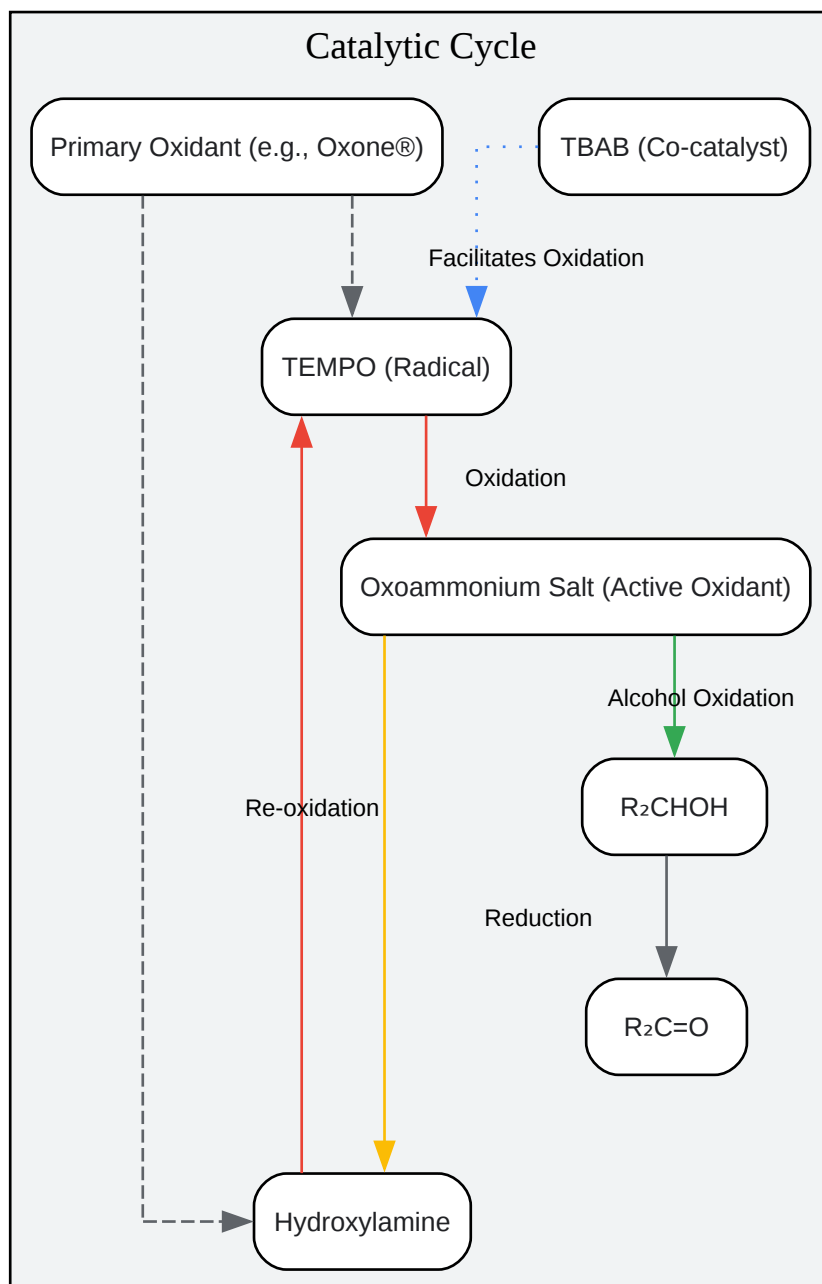 Catalytic Cycle
Primary Oxidant (e.g., Oxone®)
TBAB (Co-catalyst)
Facilitates Oxidation
TEMPO (Radical)
Oxidation
Oxoammonium Salt (Active Oxidant)
Alcohol Oxidation
R₂CHOH
Re-oxidation
Reduction
R₂C=O
Hydroxylamine